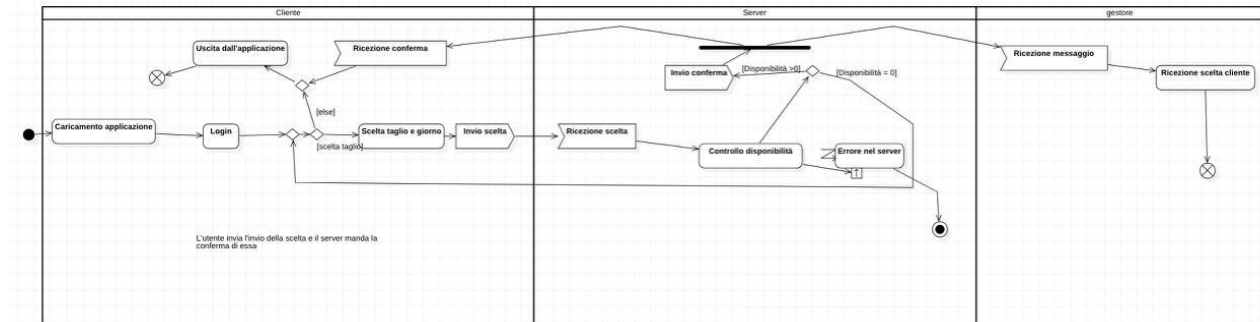 Cliente
Server
gestore
Uscita dall'applicazione
Ricezione conferma
Ricezione messaggio
Ricezione scelta cliente
Invio conferma
[Disponibilità >0]
[Disponibilità = 0]
[else]
Caricamento applicazione
Login
Scelta taglio e giorno
Invio scelta
[scelta taglio]
Ricezione scelta
Controllo disponibilità
Errore nel server
L'utente invia l'invio della scelta e il server manda la
conferma di essa